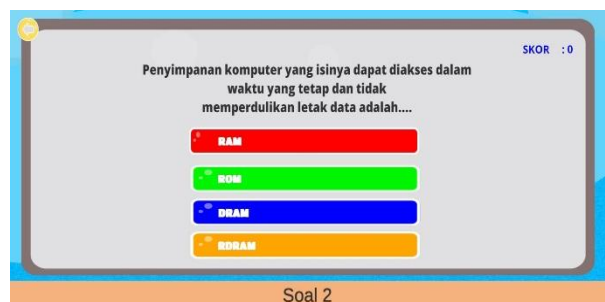 SKOR : 0
Penyimpanan komputer yang isinya dapat diakses dalam
waktu yang tetap dan tidak
memperdulikan letak data adalah....
RAM
ROM
DRAM
RDRAM
Soal 2